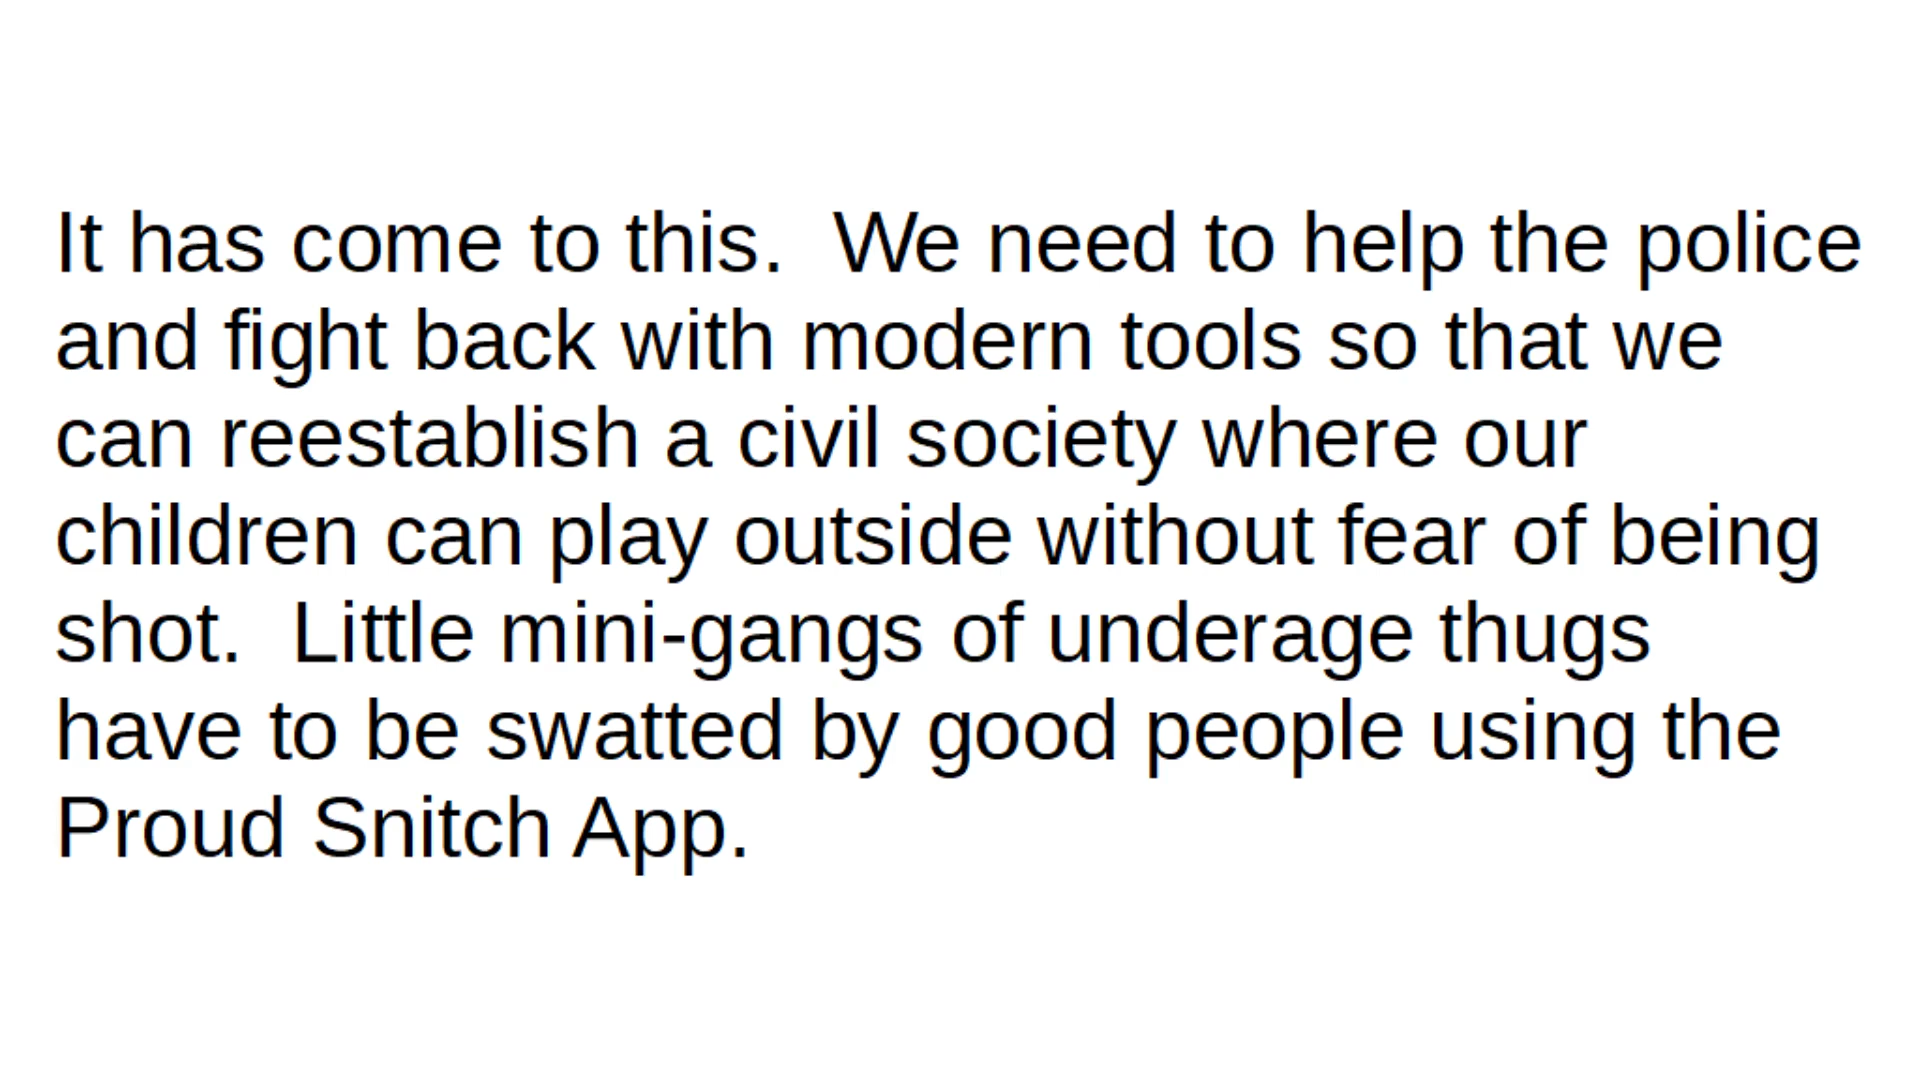 It has come to this.  We need to help the police
and fight back with modern tools so that we
can reestablish a civil society where our
children can play outside without fear of being
shot.  Little mini-gangs of underage thugs
have to be swatted by good people using the
Proud Snitch App.